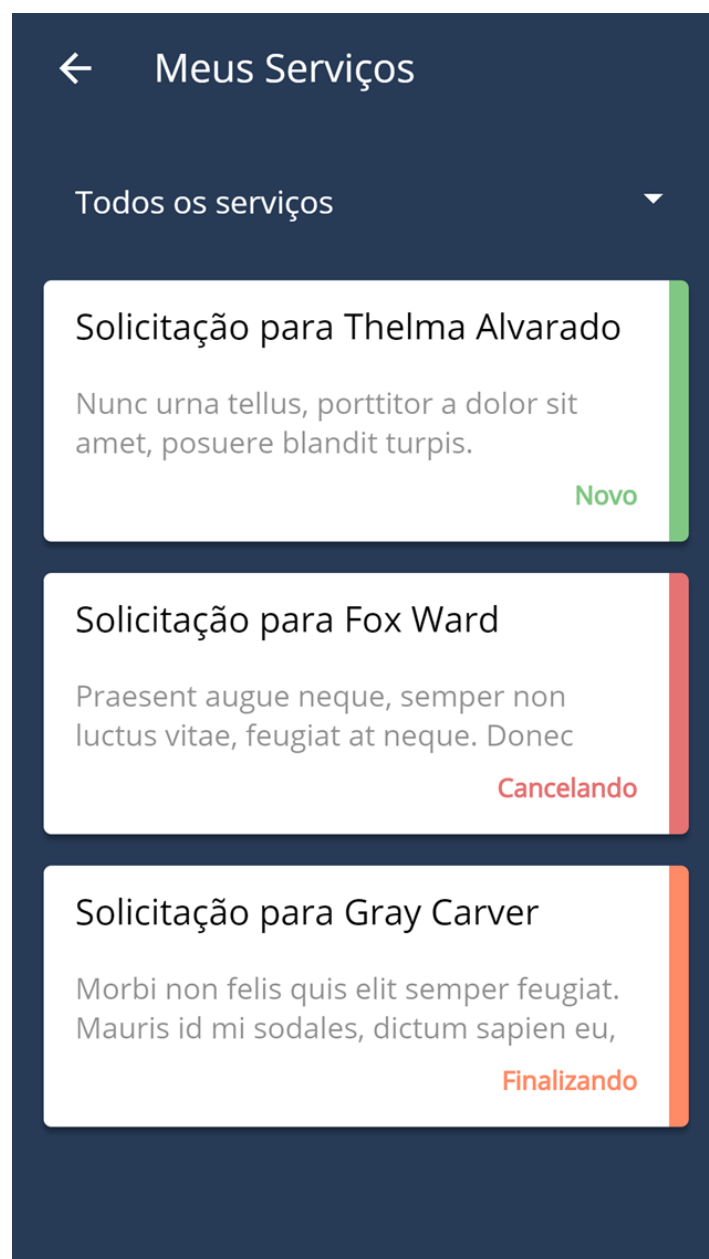 Meus Serviços
Todos os serviços
Solicitação para Thelma Alvarado
Nunc urna tellus, porttitor a dolor sit
amet, posuere blandit turpis.
Novo
Solicitação para Fox Ward
Praesent augue neque, semper non
luctus vitae, feugiat at neque. Donec
Cancelando
Solicitação para Gray Carver
Morbi non felis quis elit semper feugiat.
Mauris id mi sodales, dictum sapien eu,
Finalizando